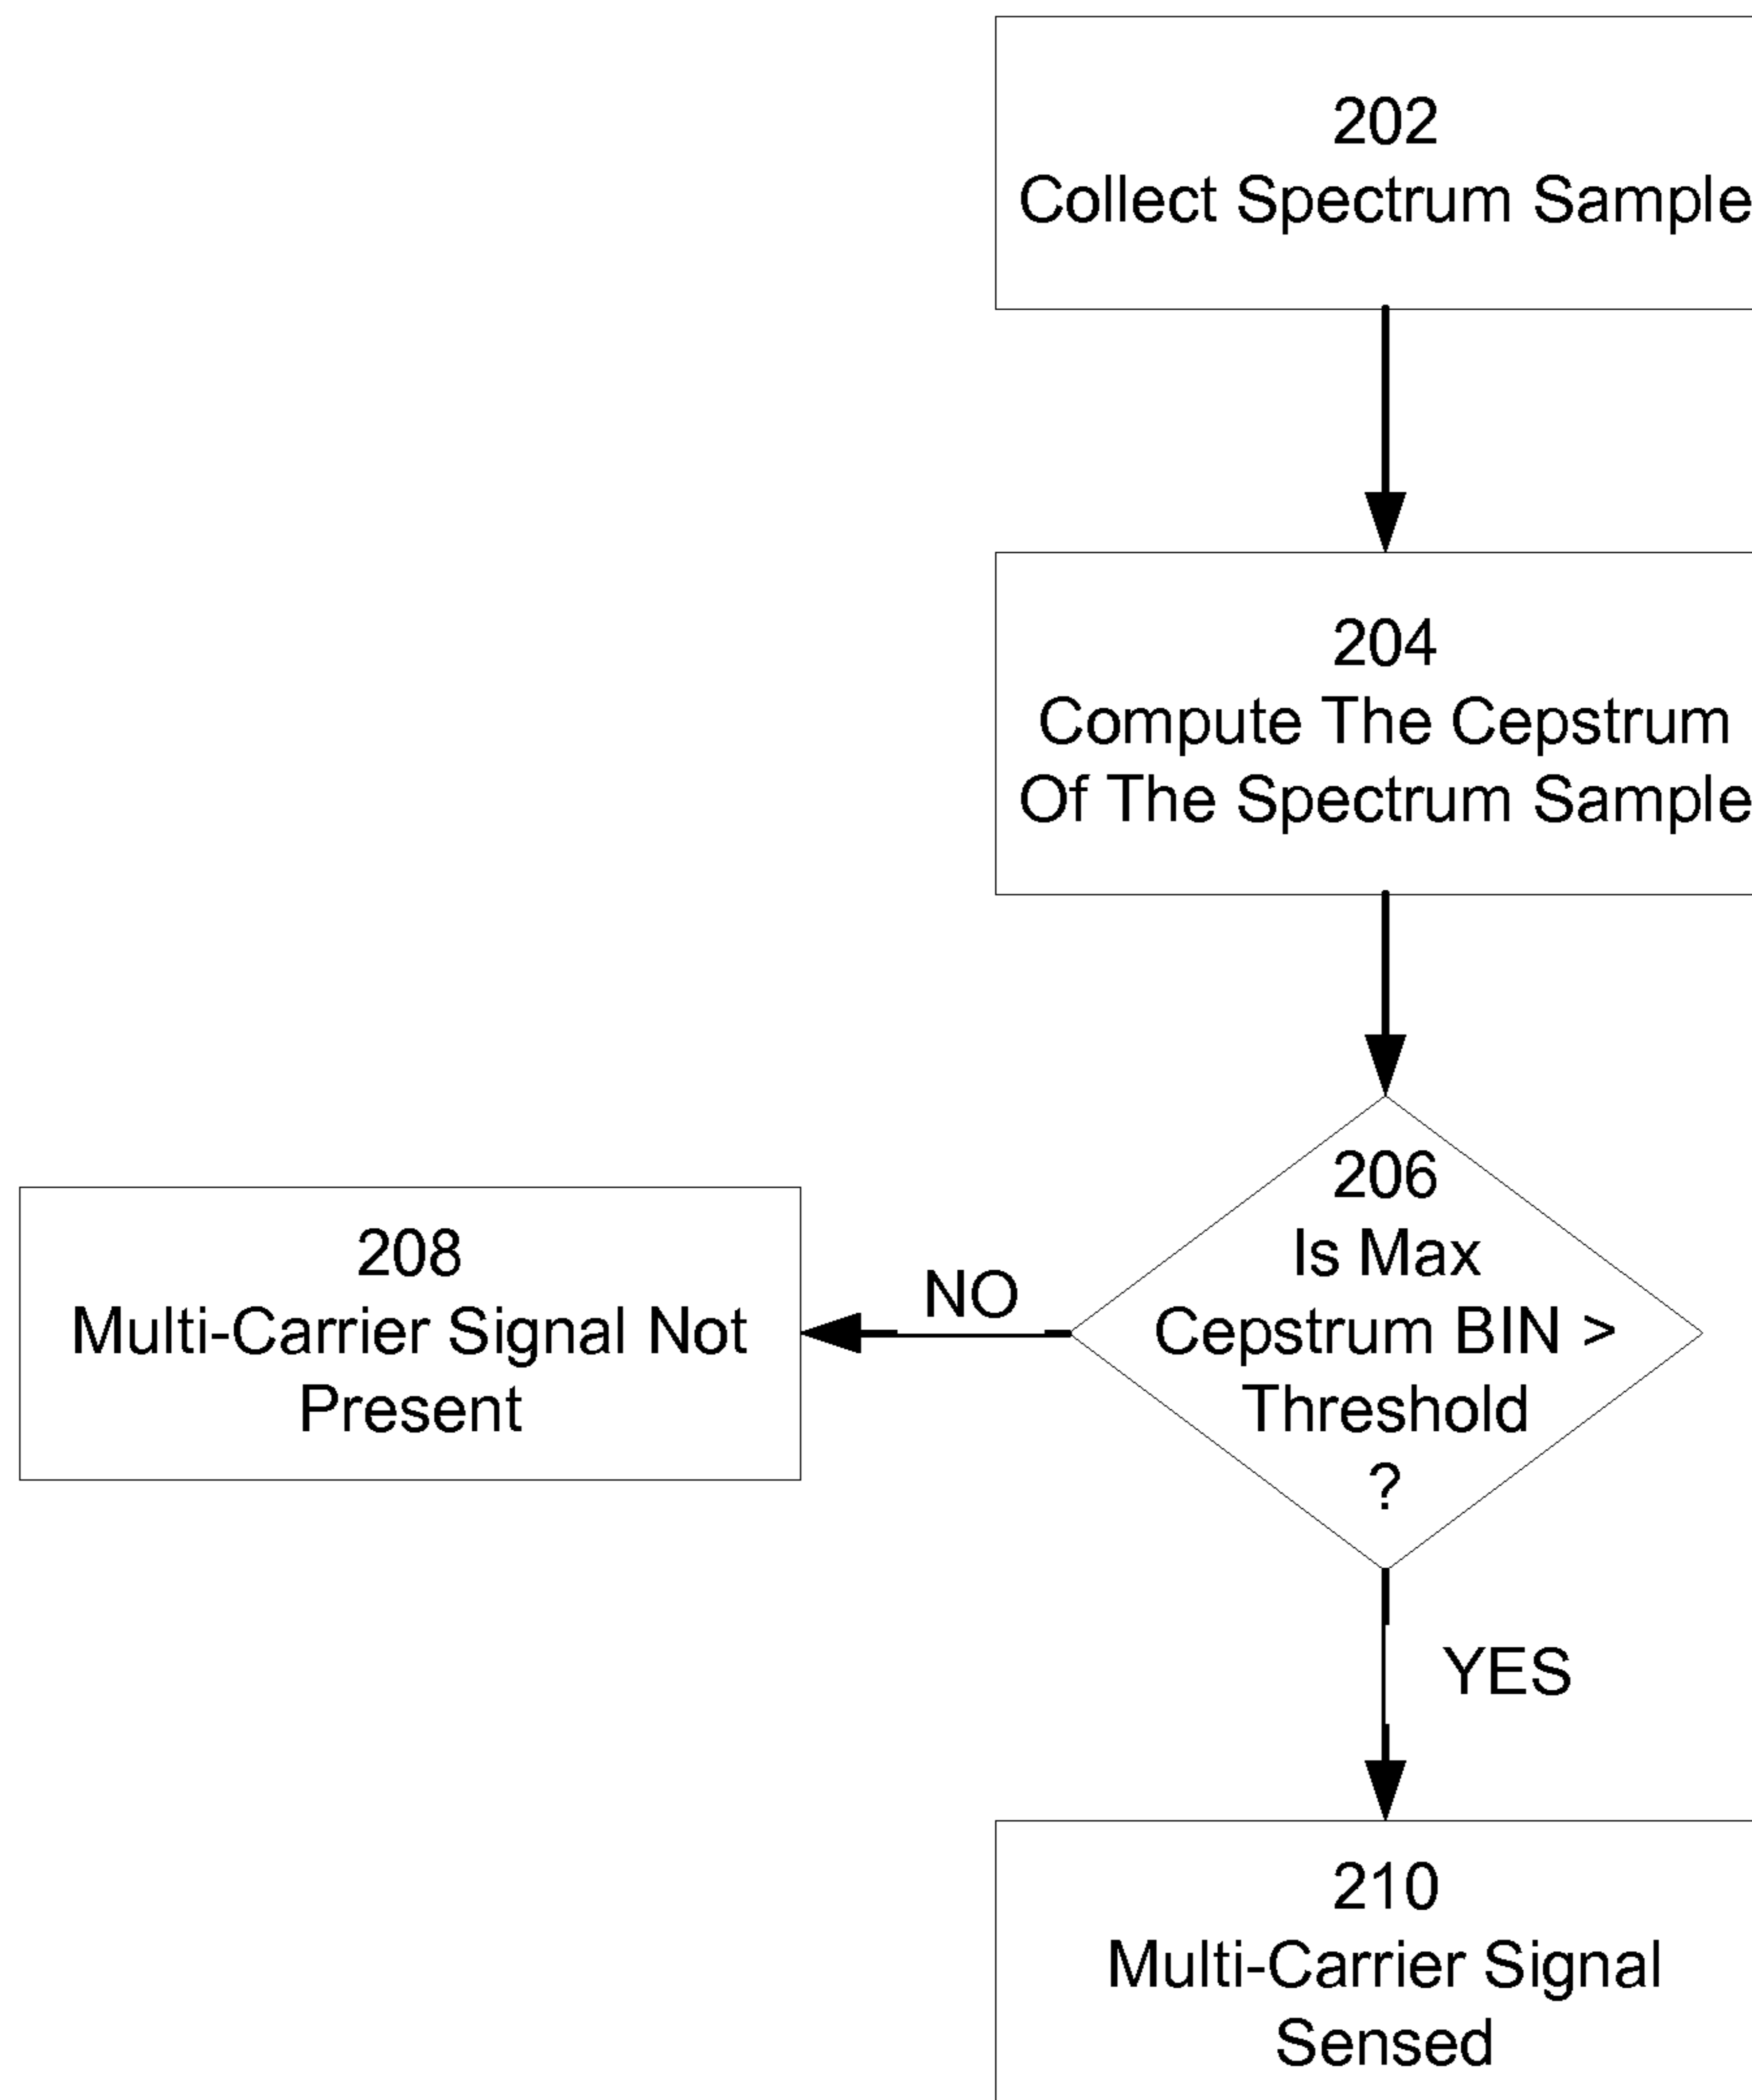 202
Collect Spectrum Sample
204
Compute The Cepstrum
Of The Spectrum Sample
206
Is Max
Cepstrum BIN >
Threshold
?
NO
208
Multi-Carrier Signal Not
Present
YES
210
Multi-Carrier Signal
Sensed